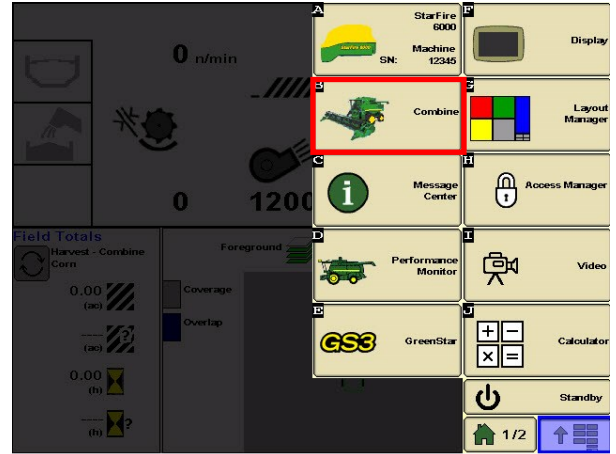 0 n/min
0
1200
Field Totals
Harvest - Combine
Corn
0.00
(ac)
---.--
(ac)
?
0.00
(h)
---.--
(h)
?
Foreground
Coverage
Overlap
A
StarFire
6000
STARFIRE 6000
Machine
SN: 12345
B
Combine
C
i
Message
Center
D
Performance
Monitor
E
GS3
GreenStar
F
Display
G
Layout
Manager
H
Access Manager
I
Video
J
Calculator
Standby
1/2